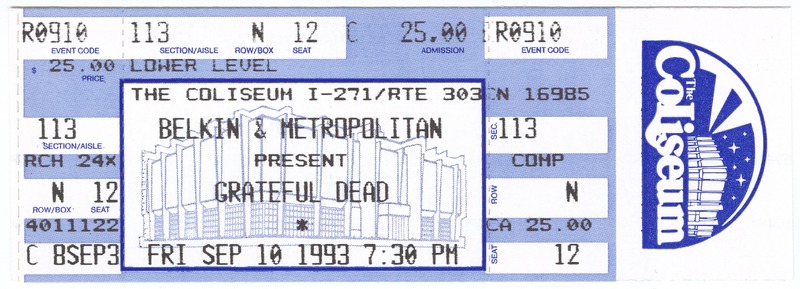 R0910 113 N 12 C 25.00 R0910
EVENT CODE SECTION/AISLE ROW/BOX SEAT ADMISSION EVENT CODE
$ 25.00 LOWER LEVEL
PRICE
THE COLISEUM I-271/RTE 303 CN 16985
113 BELKIN & METROPOLITAN SEC. 113
SECTION/AISLE
RCH 24X PRESENT COMP
N 12 GRATEFUL DEAD ROW N
ROW/BOX SEAT
4011122 * CA 25.00
C 8SEP3 FRI SEP 10 1993 7:30 PM SEAT 12
The Coliseum